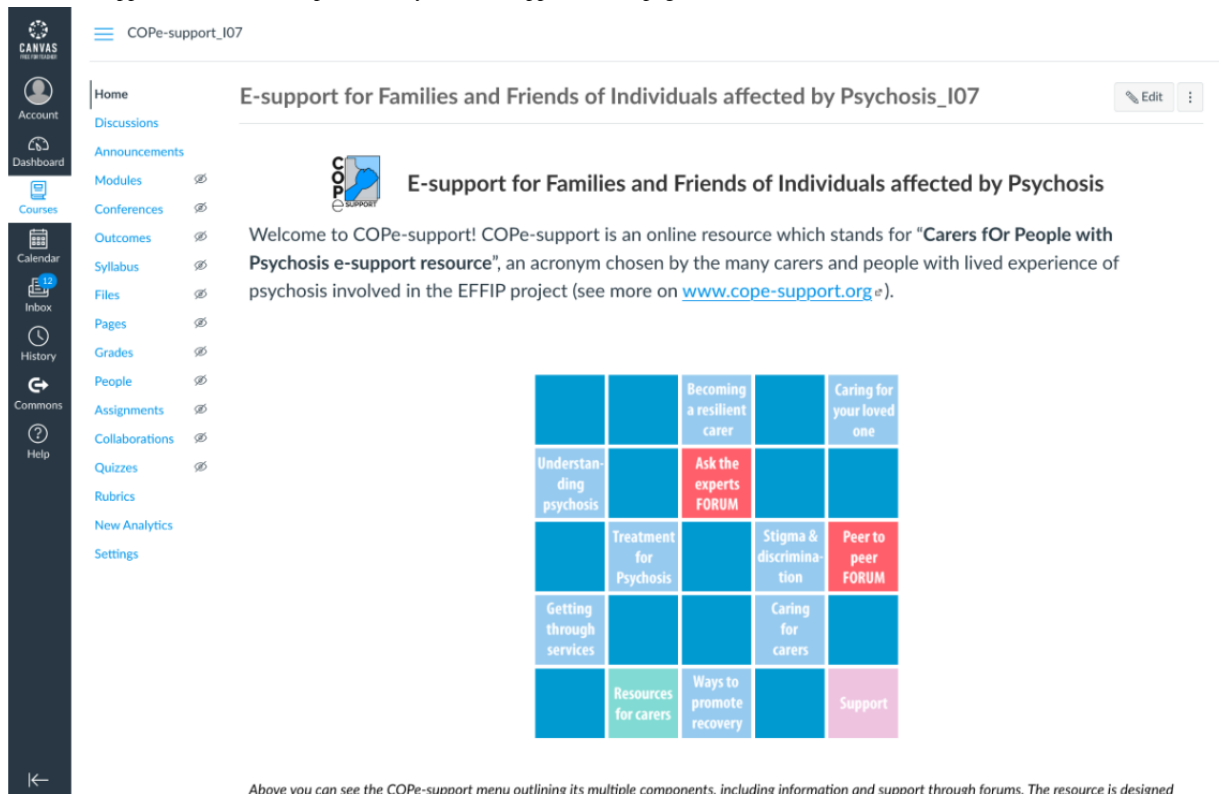 CANVAS
COPe-support_I07
Account
Dashboard
Courses
Calendar
12
Inbox
History
Commons
Help
Home
Discussions
Announcements
Modules
Conferences
Outcomes
Syllabus
Files
Pages
Grades
People
Assignments
Collaborations
Quizzes
Rubrics
New Analytics
Settings
E-support for Families and Friends of Individuals affected by Psychosis_I07
Edit
COPe
SUPPORT
E-support for Families and Friends of Individuals affected by Psychosis
Welcome to COPe-support! COPe-support is an online resource which stands for “Carers fOr People with
Psychosis e-support resource”, an acronym chosen by the many carers and people with lived experience of
psychosis involved in the EFFIP project (see more on www.cope-support.org).
Becoming
a resilient
carer
Caring for
your loved
one
Understan-
ding
psychosis
Ask the
experts
FORUM
Treatment
for
Psychosis
Stigma &
discrimina-
tion
Peer to
peer
FORUM
Getting
through
services
Caring
for
carers
Resources
for carers
Ways to
promote
recovery
Support
Above you can see the COPe-support menu outlining its multiple components, including information and support through forums. The resource is designed